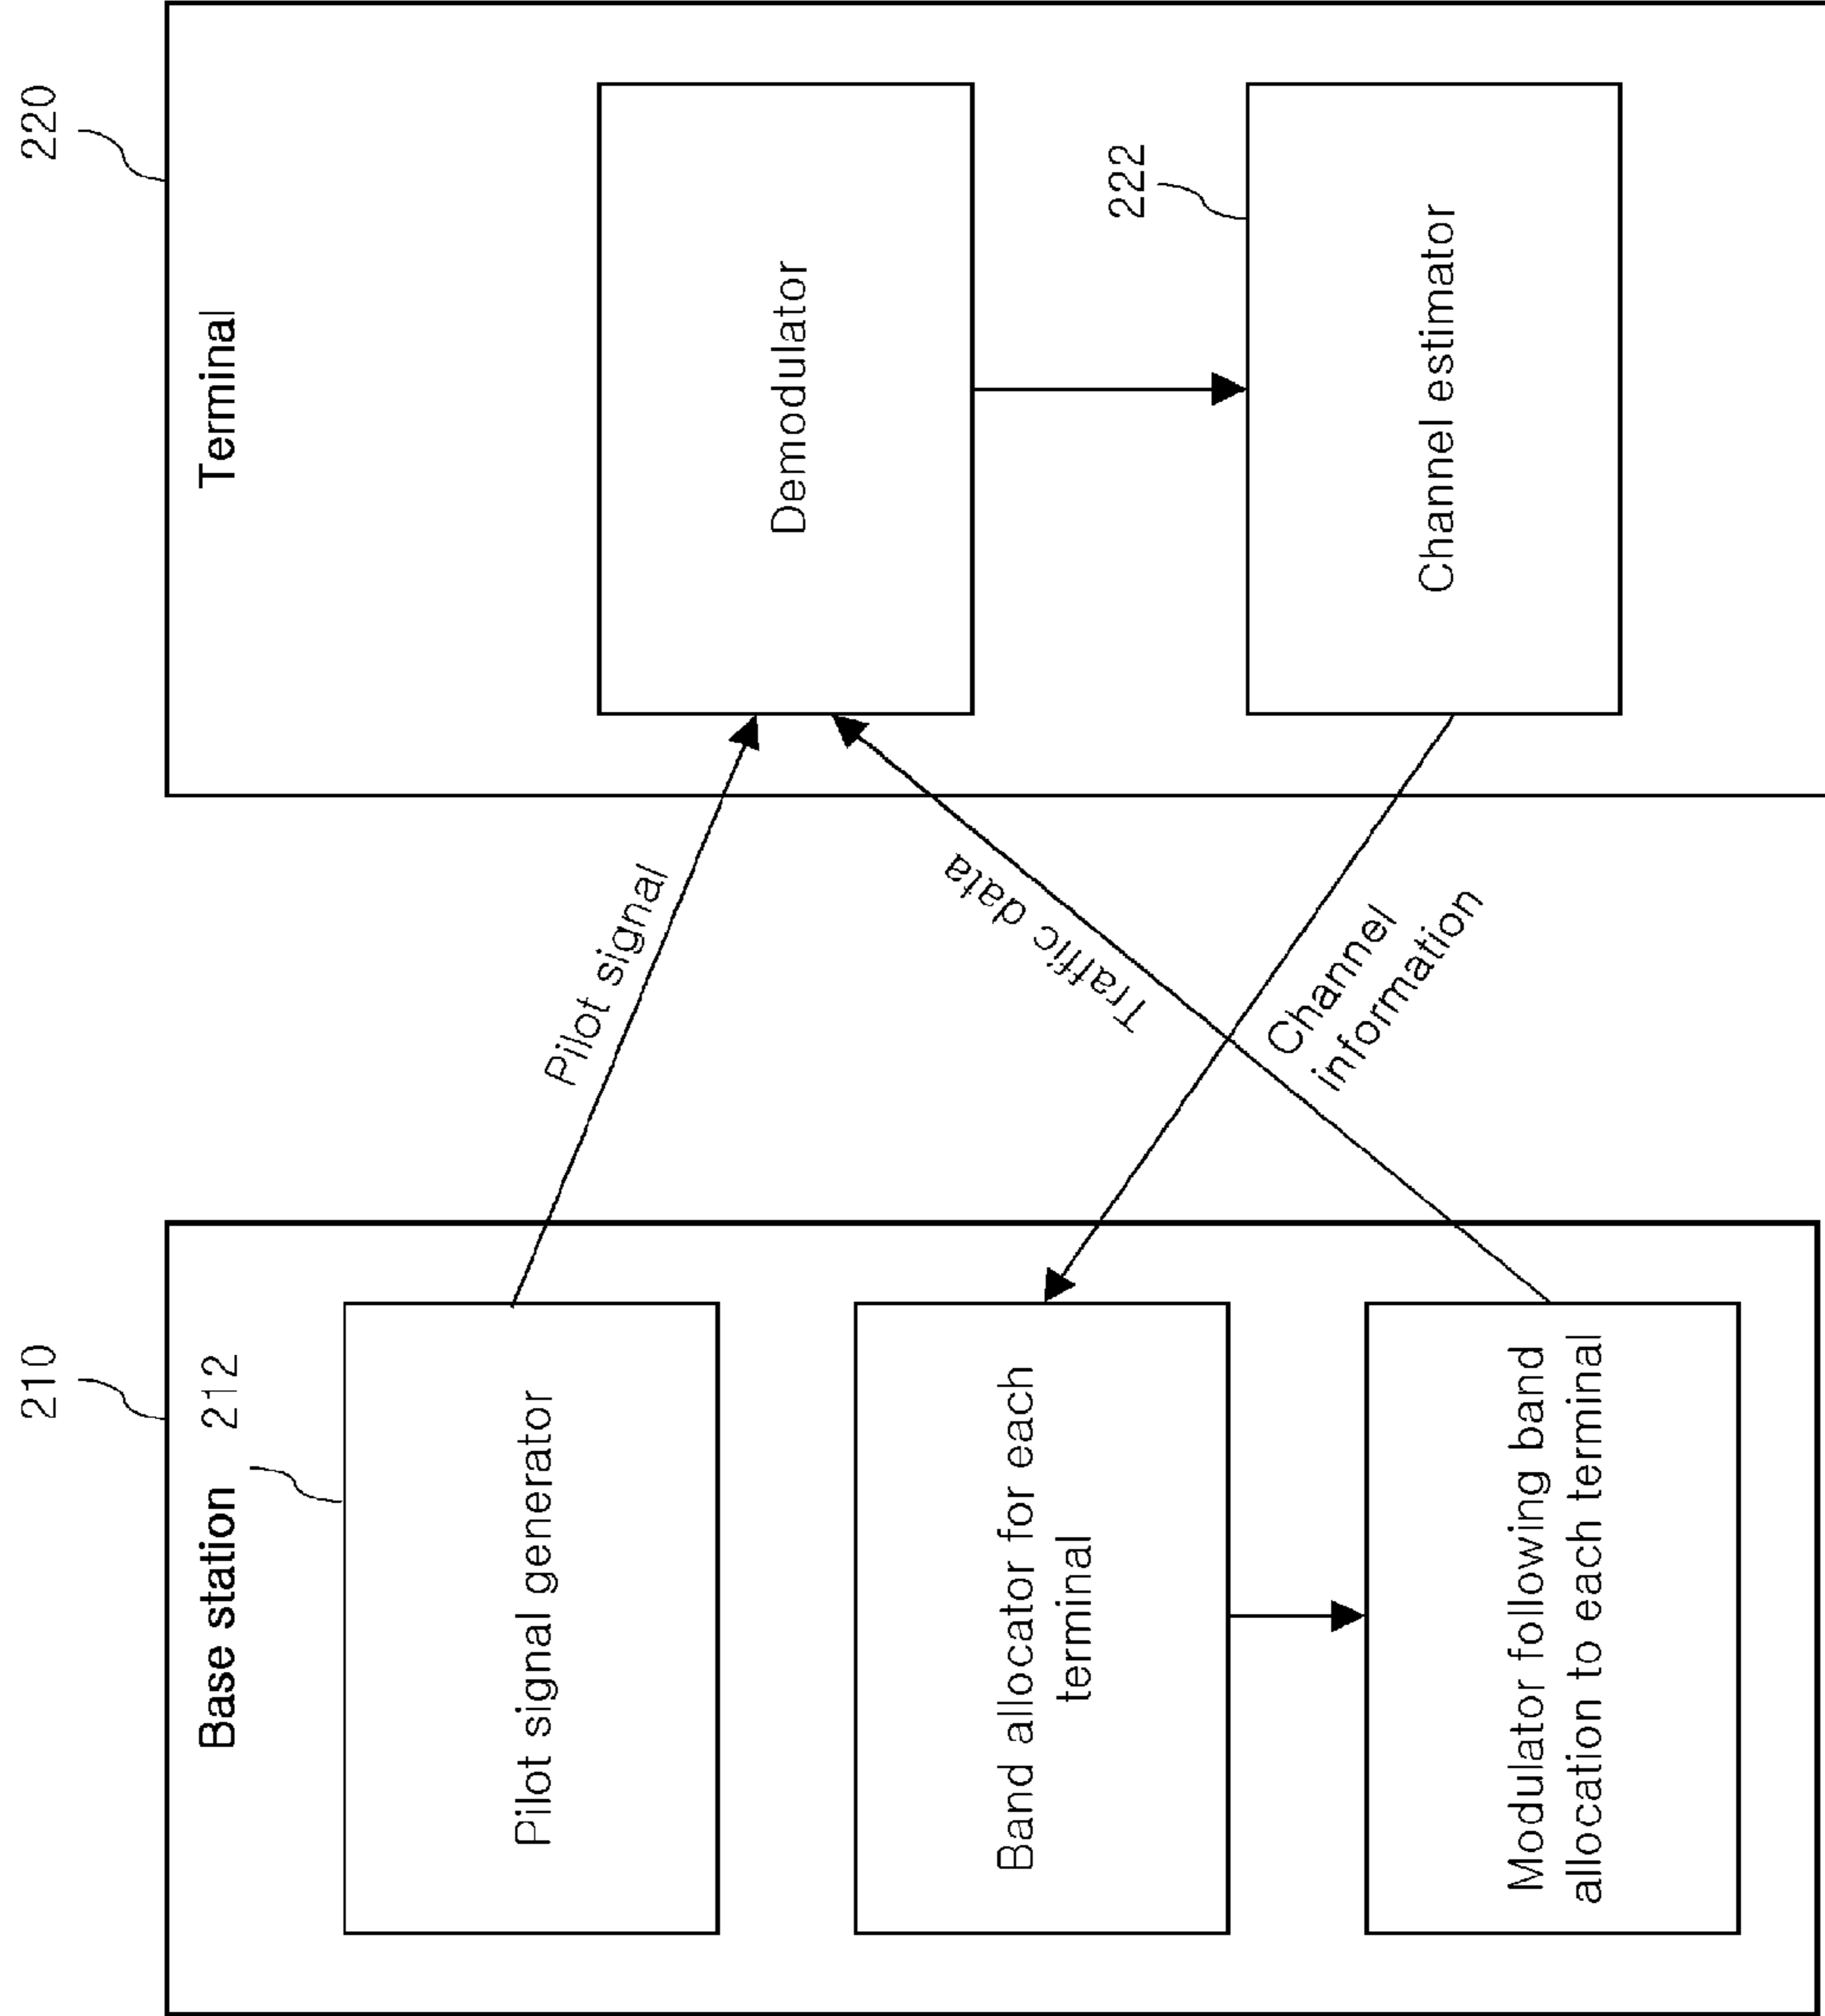 210
220
Base station
212
Terminal
Pilot signal generator
Pilot signal
Demodulator
Band allocator for each
terminal
Traffic data
222
Channel
information
Channel estimator
Modulator following band
allocation to each terminal